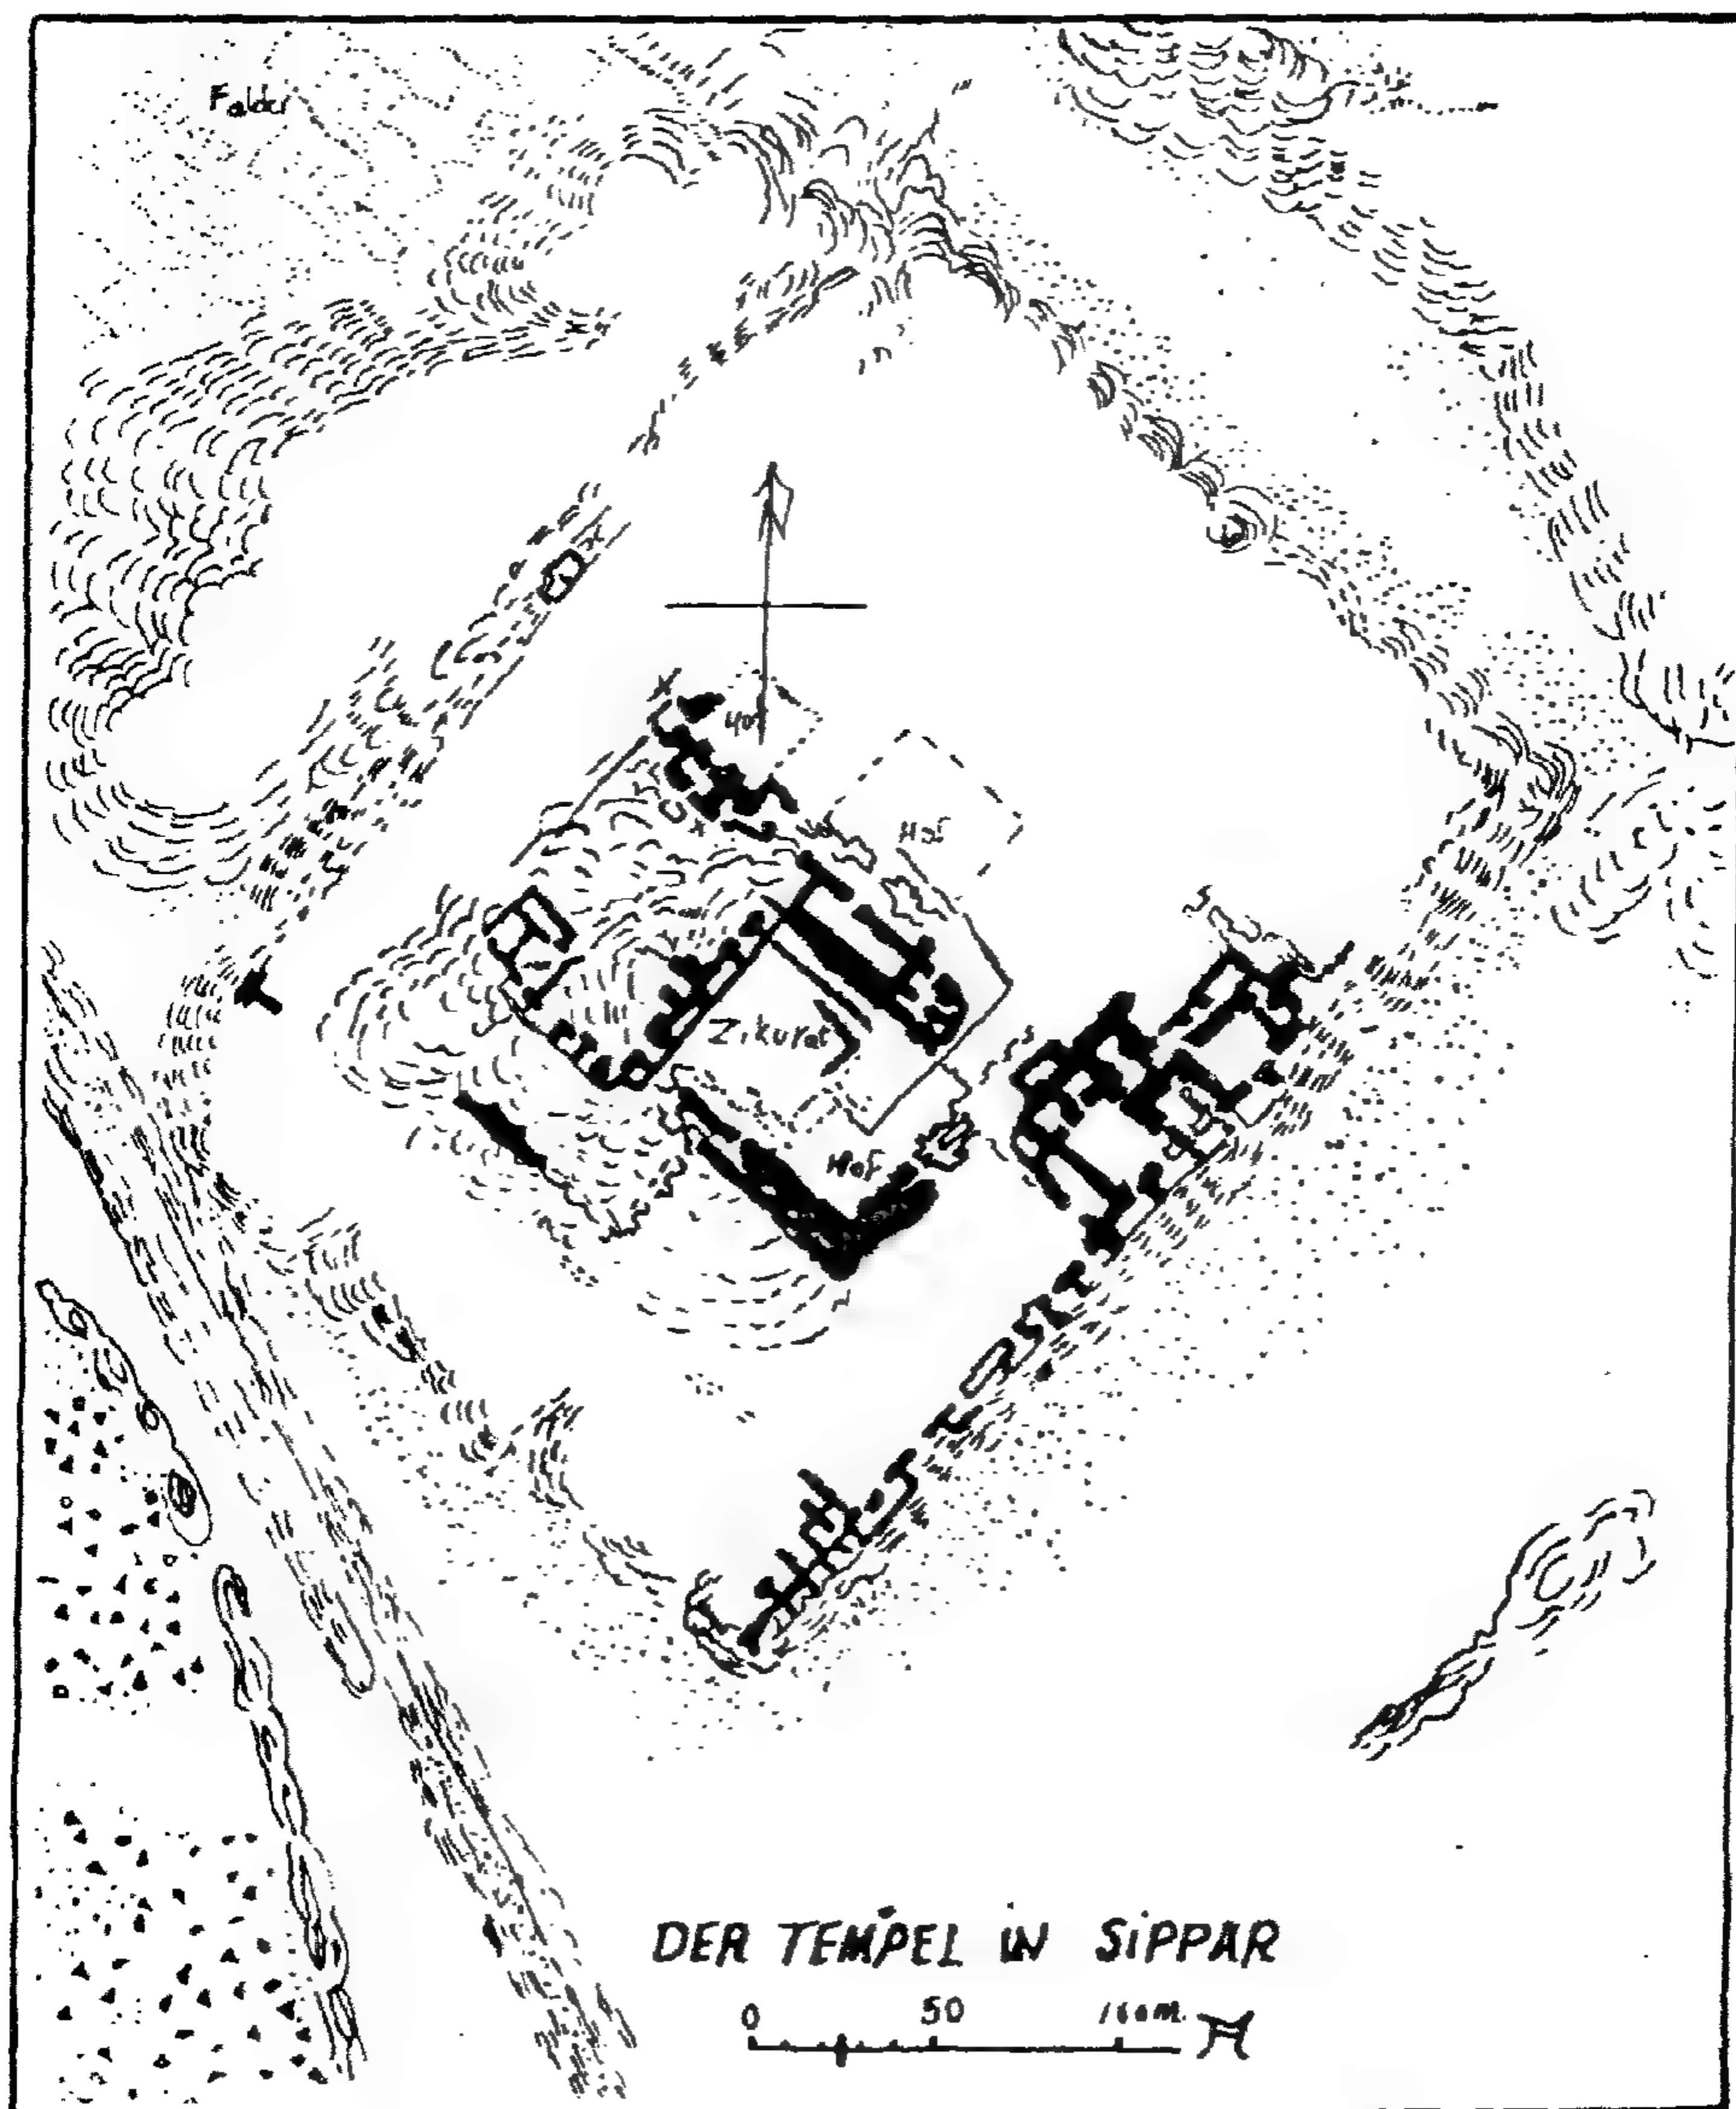 Felder
Hof
Hof
Zikurat
Hof
DER TEMPEL IN SIPPAR
0 50 100m.